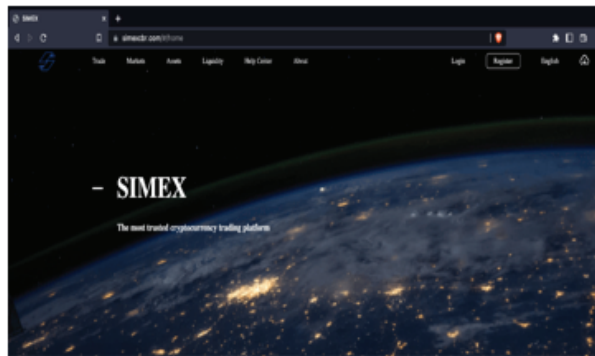 SIMEX
simexcbr.com/#/home
Trade Markets Assets Liquidity Help Center About Login Register English
– SIMEX
The most trusted cryptocurrency trading platform